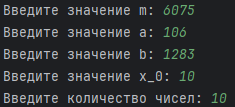 Введите значение m: 6075
Введите значение a: 106
Введите значение b: 1283
Введите значение x_0: 10
Введите количество чисел: 10